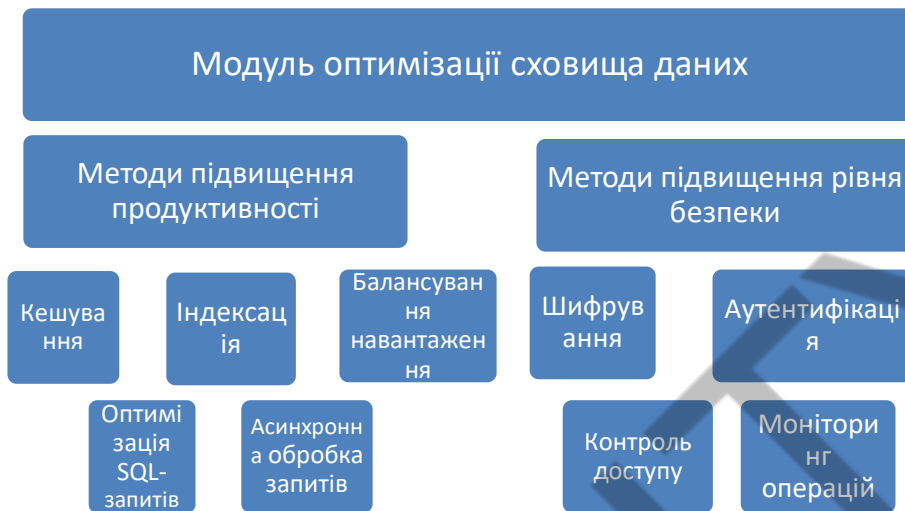 Модуль оптимізації сховища даних
Методи підвищення
продуктивності
Методи підвищення рівня
безпеки
Кешува
ння
Індексац
ія
Балансуван
ня
навантажен
ня
Шифрув
ання
Аутентифікаці
я
Оптимі
зація
SQL-
запитів
Асинхронн
а обробка
запитів
Контроль
доступу
Монітори
нг
операцій